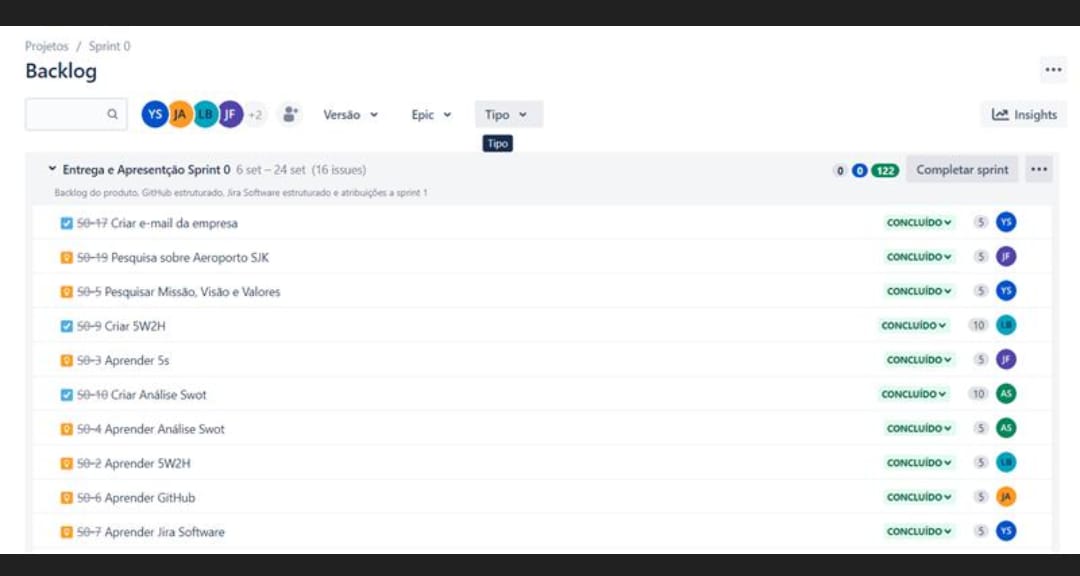 Projetos / Sprint 0
Backlog
YS JA LB JF +2 Versão Epic Tipo Insights
Tipo
Entrega e Apresentção Sprint 0 6 set – 24 set (16 issues) 0 0 122 Completar sprint
Backlog do produto, GitHub estruturado, Jira Software estruturado e atribuições a sprint 1
S0-17 Criar e-mail da empresa CONCLUÍDO 5 YS
S0-19 Pesquisa sobre Aeroporto SJK CONCLUÍDO 5 JF
S0-5 Pesquisar Missão, Visão e Valores CONCLUÍDO 5 YS
S0-9 Criar 5W2H CONCLUÍDO 10 LB
S0-3 Aprender 5s CONCLUÍDO 5 JF
S0-10 Criar Análise Swot CONCLUÍDO 10 AS
S0-4 Aprender Análise Swot CONCLUÍDO 5 AS
S0-2 Aprender 5W2H CONCLUÍDO 5 LB
S0-6 Aprender GitHub CONCLUÍDO 5 JA
S0-7 Aprender Jira Software CONCLUÍDO 5 YS